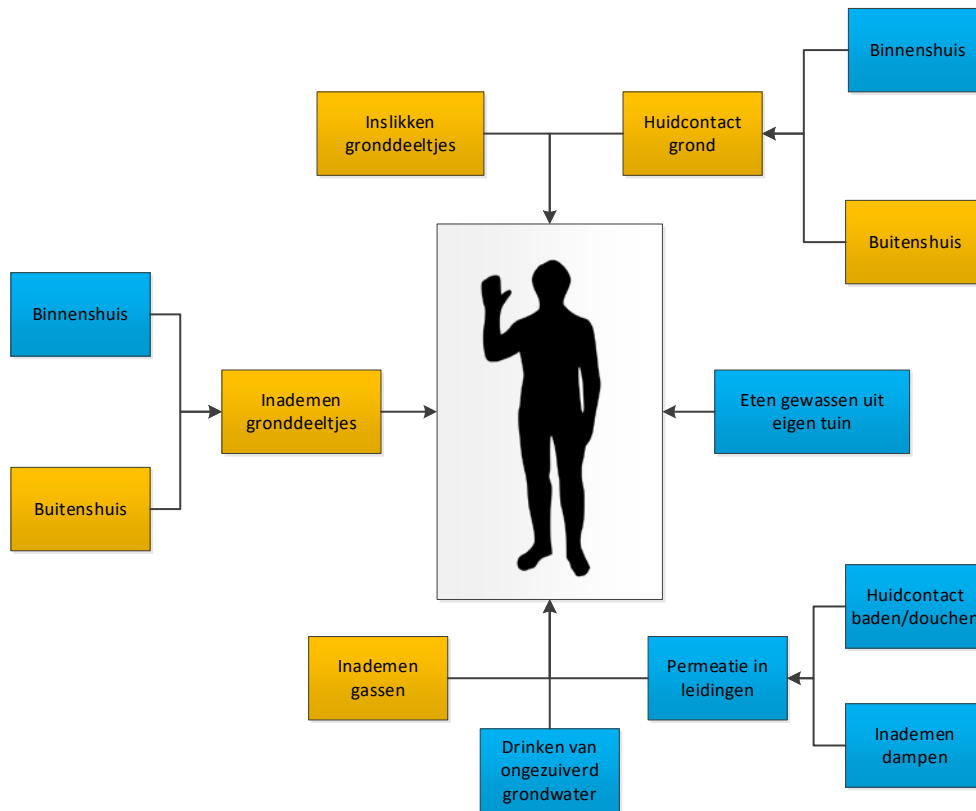 Binnenshuis
Inslikken
gronddeeltjes
Huidcontact
grond
Buitenshuis
Binnenshuis
Inademen
gronddeeltjes
Eten gewassen uit
eigen tuin
Buitenshuis
Huidcontact
baden/douchen
Inademen
gassen
Permeatie in
leidingen
Drinken van
ongezuiverd
grondwater
Inademen
dampen